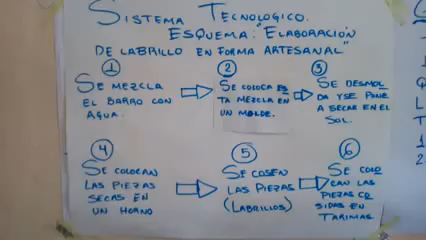 SISTEMA TECNOLOGICO.
ESQUEMA: "ELABORACIÓN
DE LABRILLO EN FORMA ARTESANAL"
1
SE MEZCLA
EL BARRO CON
AGUA.
2
SE COLOCA ES
TA MEZCLA EN
UN MOLDE.
3
SE DESMOL
DA Y SE PONE
A SECAR EN EL
SOL.
4
SE COLOCAN
LAS PIEZAS
SECAS EN
UN HORNO
5
SE COSEN
LAS PIEZAS
(LABRILLOS)
6
SE COLO
CAN LAS
PIEZAS CO
SIDAS EN
TARIMAS